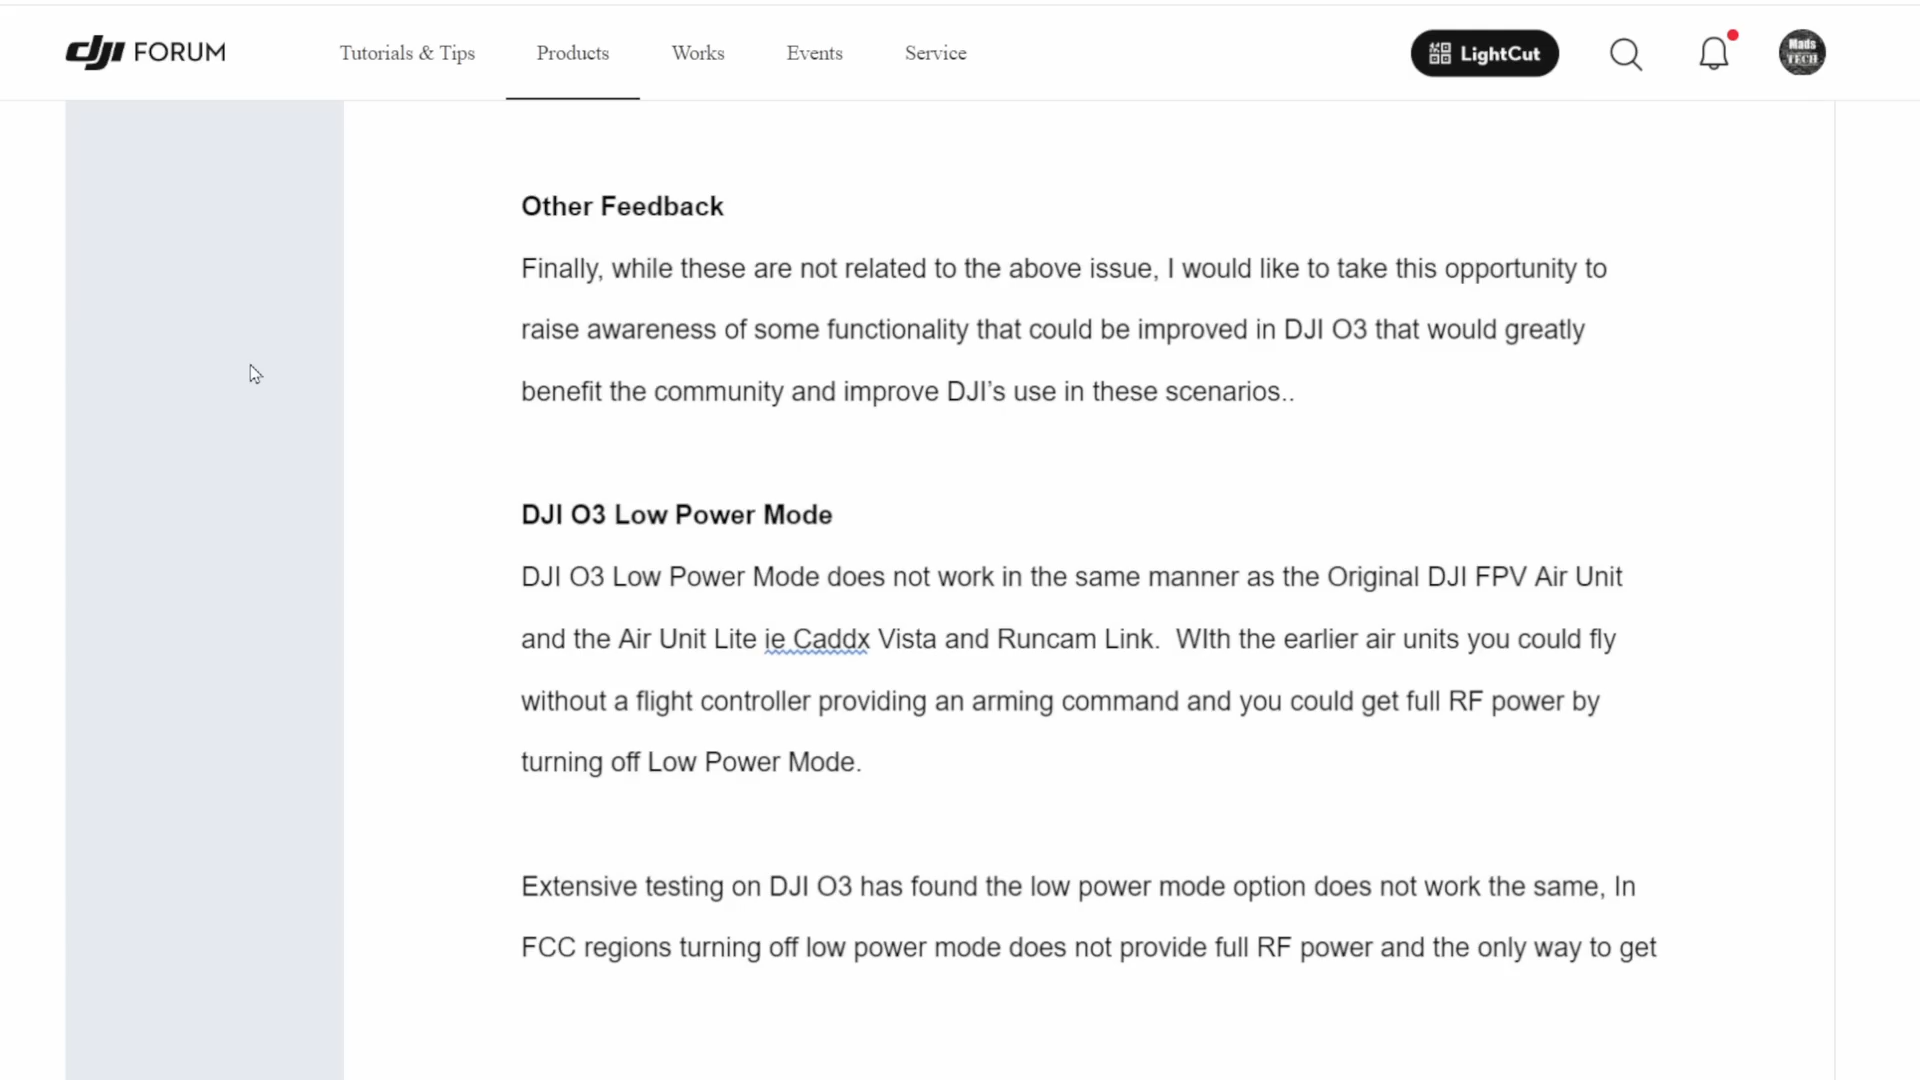 dji FORUM
Tutorials & Tips
Products
Works
Events
Service
LightCut
Mads
TECH
Other Feedback
Finally, while these are not related to the above issue, I would like to take this opportunity to
raise awareness of some functionality that could be improved in DJI O3 that would greatly
benefit the community and improve DJI’s use in these scenarios..
DJI O3 Low Power Mode
DJI O3 Low Power Mode does not work in the same manner as the Original DJI FPV Air Unit
and the Air Unit Lite ie Caddx Vista and Runcam Link.  WIth the earlier air units you could fly
without a flight controller providing an arming command and you could get full RF power by
turning off Low Power Mode.
Extensive testing on DJI O3 has found the low power mode option does not work the same, In
FCC regions turning off low power mode does not provide full RF power and the only way to get